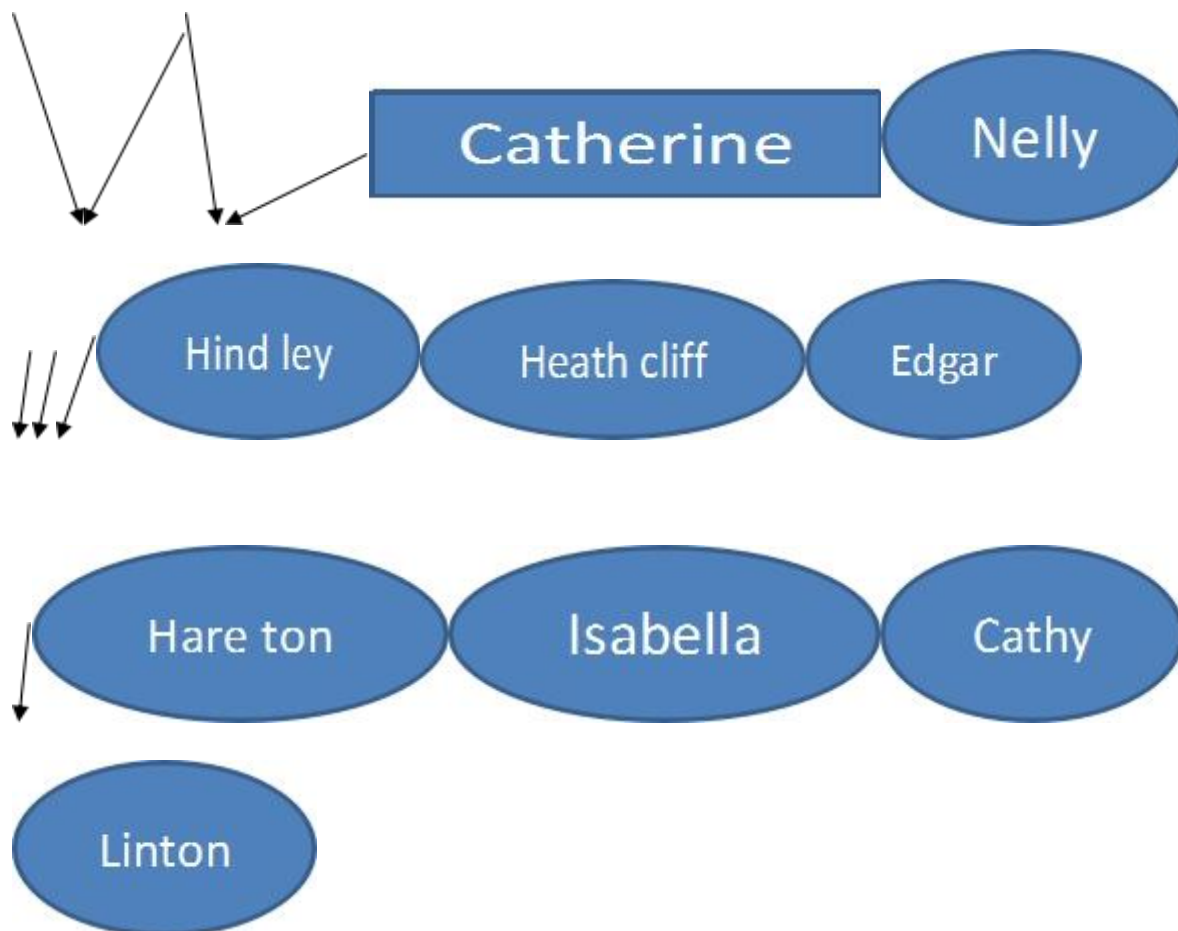 Catherine
Nelly
Hind ley
Heath cliff
Edgar
Hare ton
Isabella
Cathy
Linton